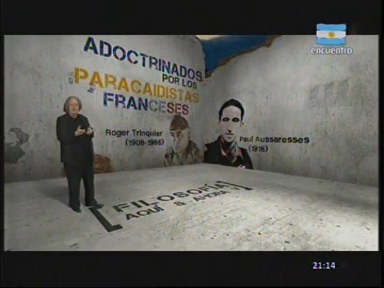 encuentro
ADOCTRINADOS
POR LOS
PARACAIDISTAS
FRANCESES
Roger Trinquier
(1908-1986)
Paul Aussaresses
(1918)
[FILOSOFÍA]
AQUÍ & AHORA
21:14